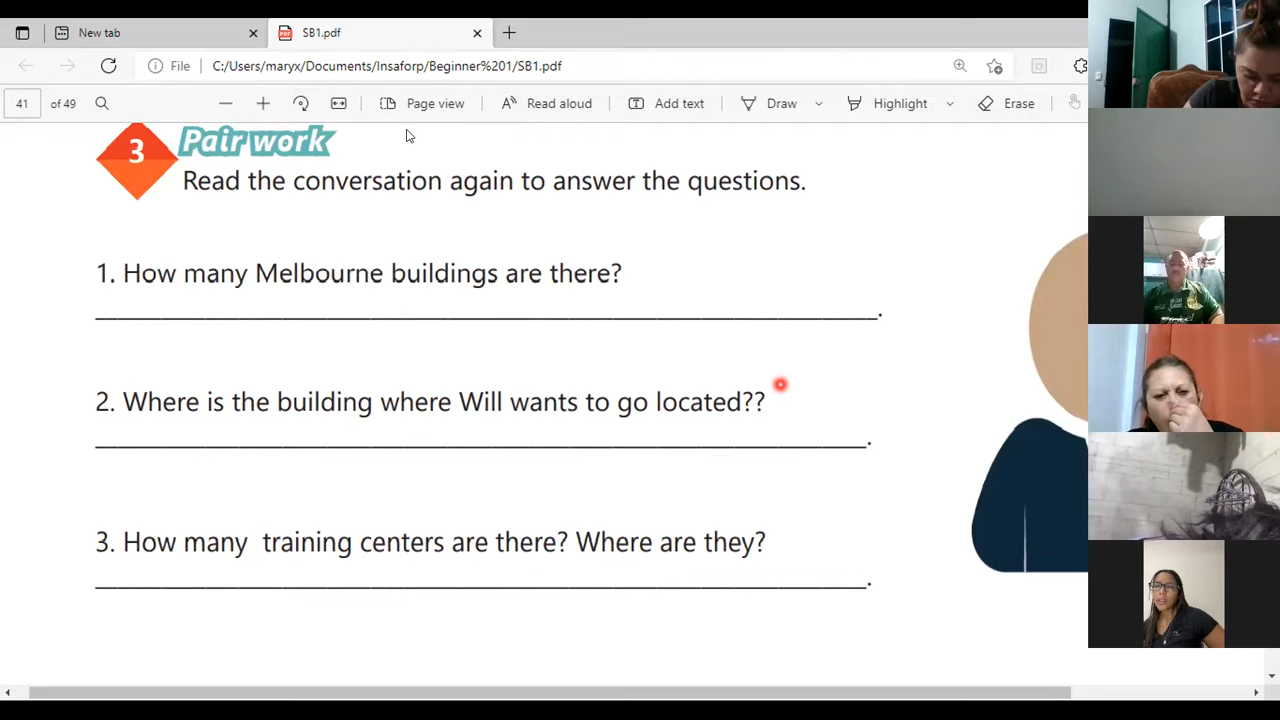 New tab
SB1.pdf
File
C:/Users/maryx/Documents/Insaforp/Beginner%201/SB1.pdf
41 of 49
Page view
Read aloud
Add text
Draw
Highlight
Erase
3
Pair work
Read the conversation again to answer the questions.
1. How many Melbourne buildings are there?
2. Where is the building where Will wants to go located??
3. How many training centers are there? Where are they?